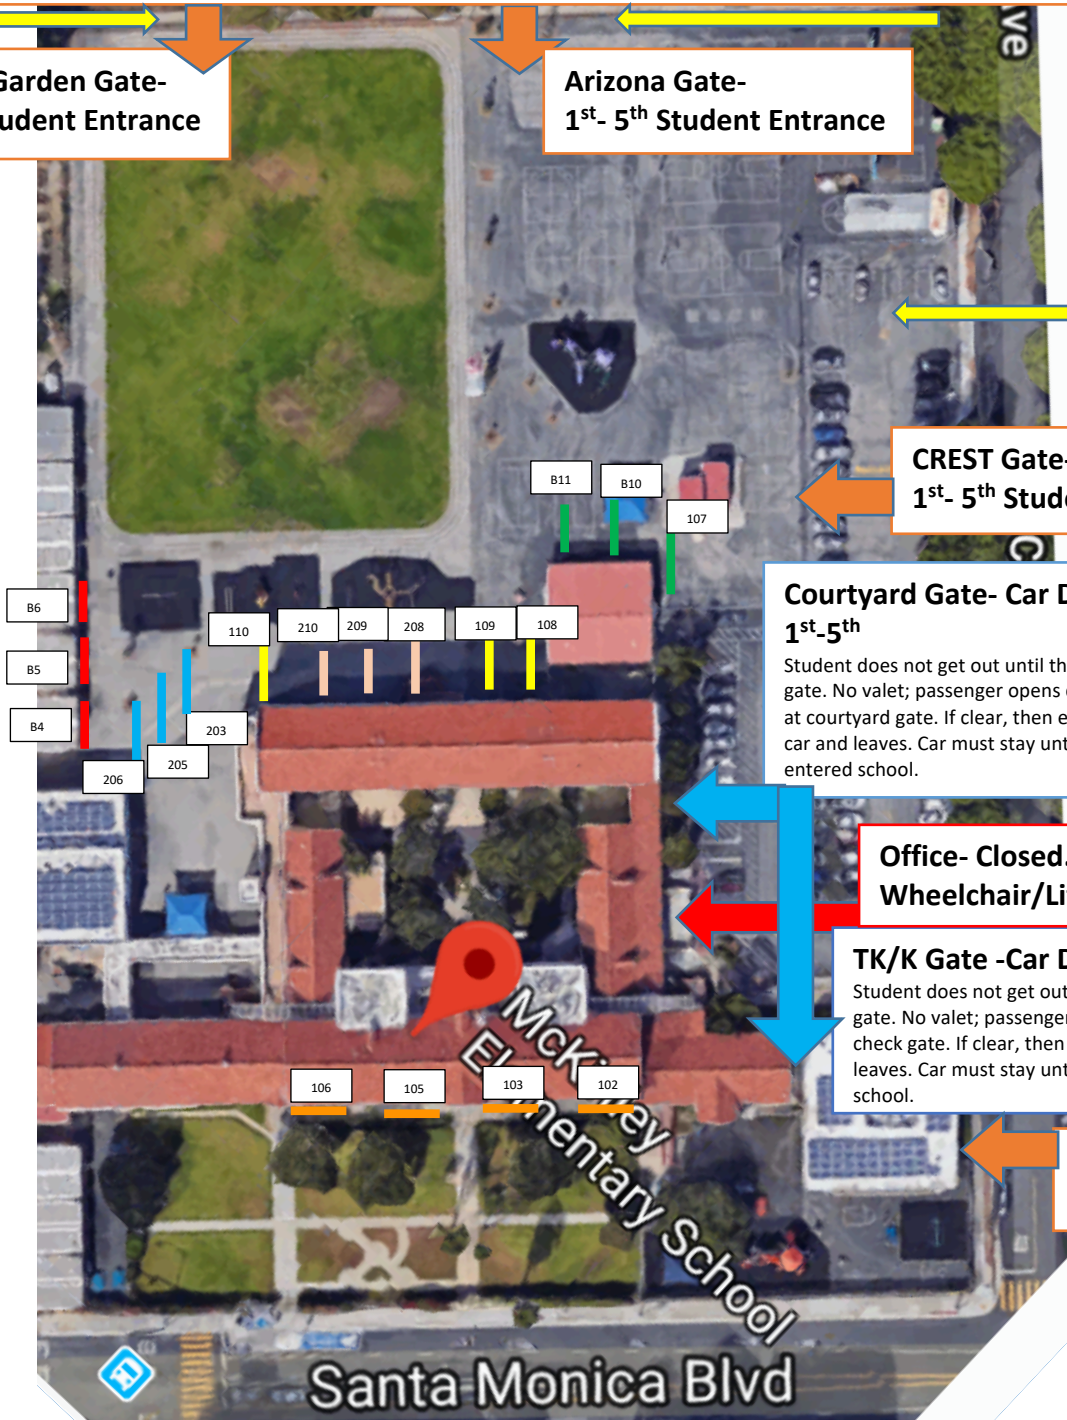 Ave
Garden Gate-
Student Entrance
Arizona Gate-
1st- 5th Student Entrance
CREST Gate-
1st- 5th Stude
C
B11
B10
107
B6
B5
B4
110
210
209
208
109
108
203
205
206
Courtyard Gate- Car D
1st-5th
Student does not get out until th
gate. No valet; passenger opens
at courtyard gate. If clear, then e
car and leaves. Car must stay unt
entered school.
Office- Closed.
Wheelchair/Li
TK/K Gate -Car D
Student does not get out
gate. No valet; passenger
check gate. If clear, then
leaves. Car must stay unt
school.
106
105
103
102
McKinley
Elementary School
Santa Monica Blvd